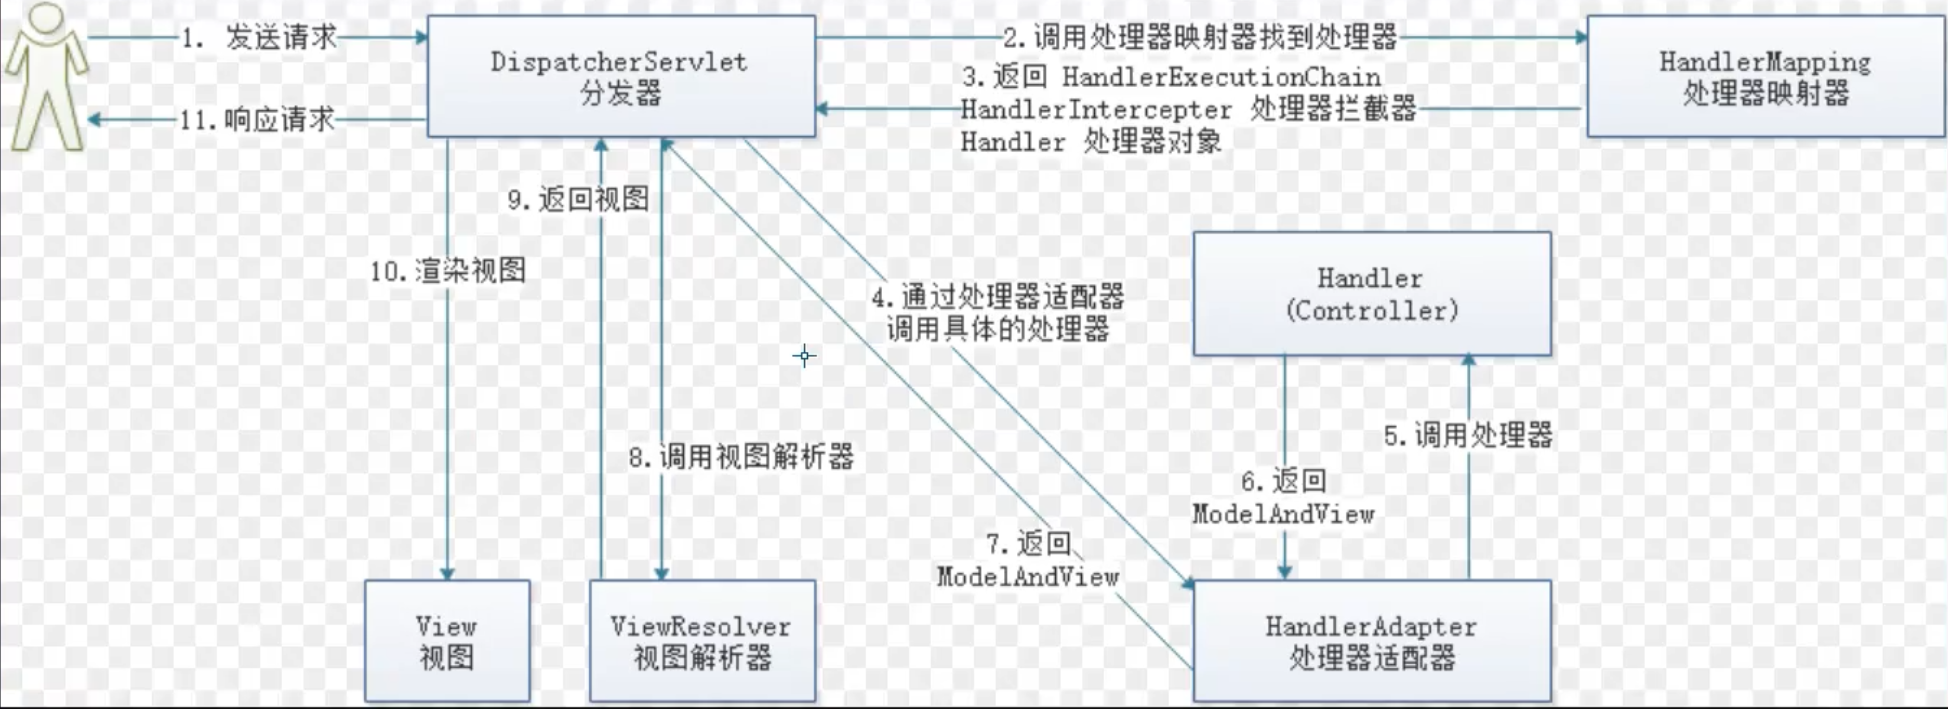 1. 发送请求
DispatcherServlet
分发器
2.调用处理器映射器找到处理器
HandlerMapping
处理器映射器
3.返回 HandlerExecutionChain
HandlerIntercepter 处理器拦截器
Handler 处理器对象
11.响应请求
9.返回视图
10.渲染视图
4.通过处理器适配器
调用具体的处理器
Handler
(Controller)
8.调用视图解析器
5.调用处理器
6.返回
ModelAndView
7.返回
ModelAndView
View
视图
ViewResolver
视图解析器
HandlerAdapter
处理器适配器